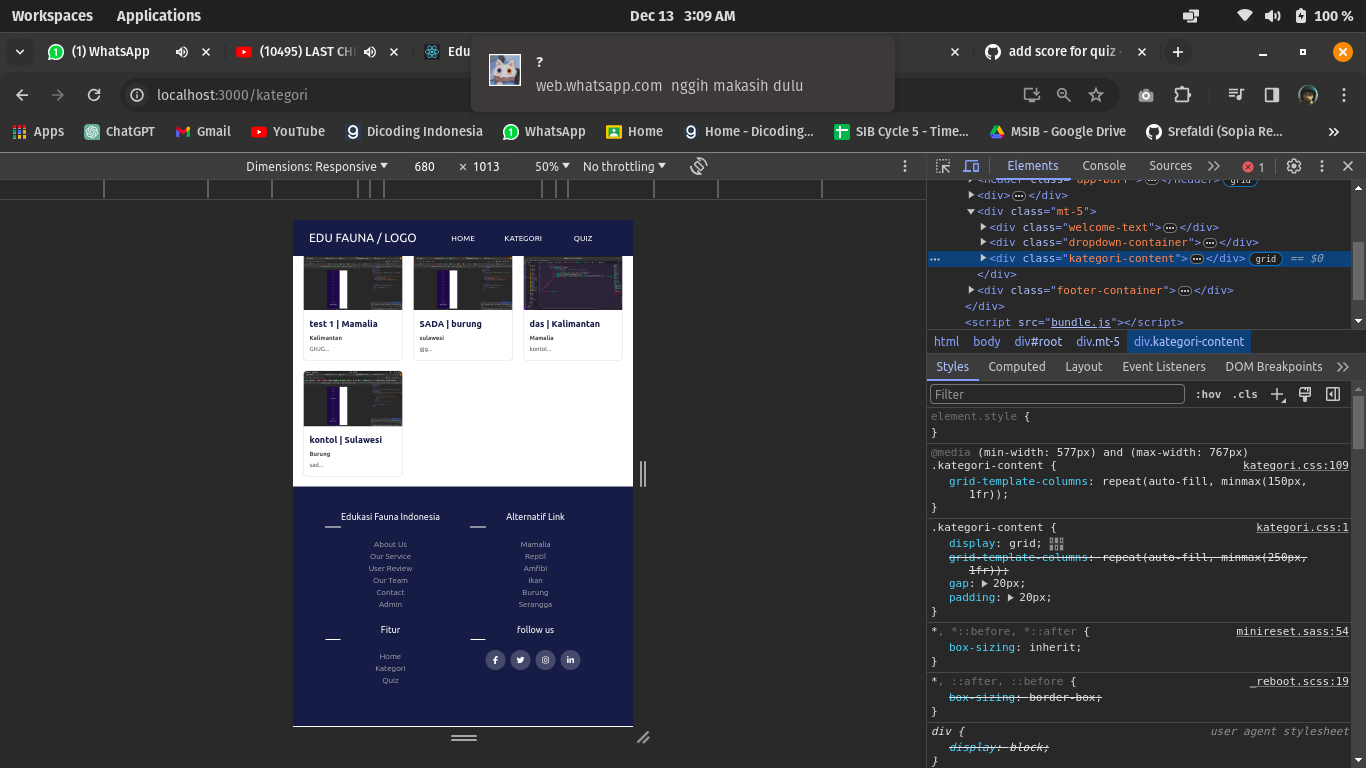 Workspaces Applications Dec 13 3:09 AM 100 %
(1) WhatsApp (10495) LAST CH Edu add score for quiz
?
web.whatsapp.com nggih makasih dulu
localhost:3000/kategori
Apps ChatGPT Gmail YouTube Dicoding Indonesia WhatsApp Home Home - Dicoding... SIB Cycle 5 - Time... MSIB - Google Drive Srefaldi (Sopia Re... »
Dimensions: Responsive 680 × 1013 50% No throttling
Elements Console Sources 1
<div>…</div>
<div class="mt-5">
<div class="welcome-text">…</div>
<div class="dropdown-container">…</div>
… <div class="kategori-content">…</div> grid == $0
</div>
<div class="footer-container">…</div>
</div>
<script src="bundle.js"></script>
html body div#root div.mt-5 div.kategori-content
Styles Computed Layout Event Listeners DOM Breakpoints
Filter :hov .cls
element.style {
}
@media (min-width: 577px) and (max-width: 767px)
.kategori-content { kategori.css:109
grid-template-columns: repeat(auto-fill, minmax(150px,
1fr));
}
.kategori-content { kategori.css:1
display: grid;
grid-template-columns: repeat(auto-fill, minmax(250px,
1fr));
gap: 20px;
padding: 20px;
}
*, *::before, *::after { minireset.sass:54
box-sizing: inherit;
}
*, ::after, ::before { _reboot.scss:19
box-sizing: border-box;
}
div { user agent stylesheet
display: block;
}
EDU FAUNA / LOGO HOME KATEGORI QUIZ
test 1 | Mamalia
Kalimantan
GHJG...
SADA | burung
sulawesi
gjg...
das | Kalimantan
Mamalia
kontol...
kontol | Sulawesi
Burung
sad...
Edukasi Fauna Indonesia
About Us
Our Service
User Review
Our Team
Contact
Admin
Alternatif Link
Mamalia
Reptil
Amfibi
Ikan
Burung
Serangga
Fitur
Home
Kategori
Quiz
follow us